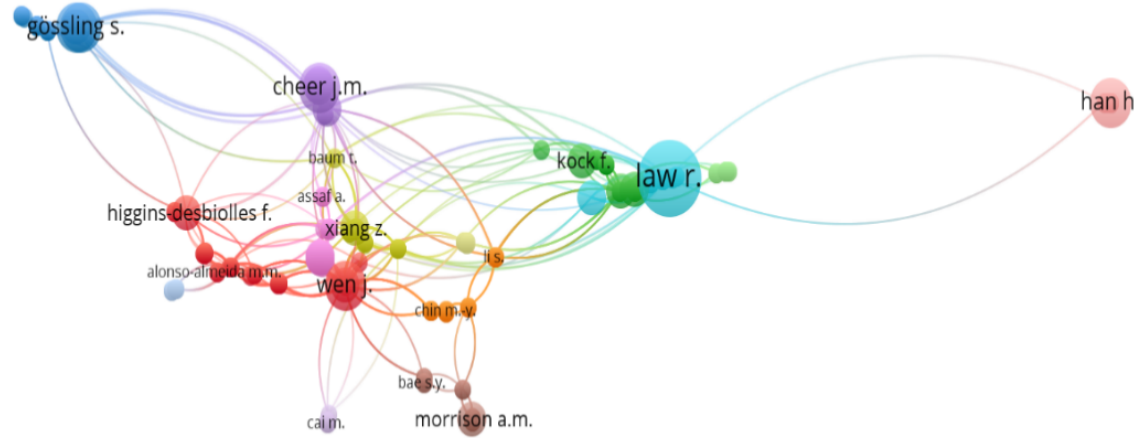 gössling s.
cheer j.m.
han h
baum t.
kock f.
law r.
assaf a.
higgins-desbiolles f.
xiang z.
li s.
alonso-almeida m.m.
wen j.
chin m.-y.
bae s.y.
cai m.
morrison a.m.